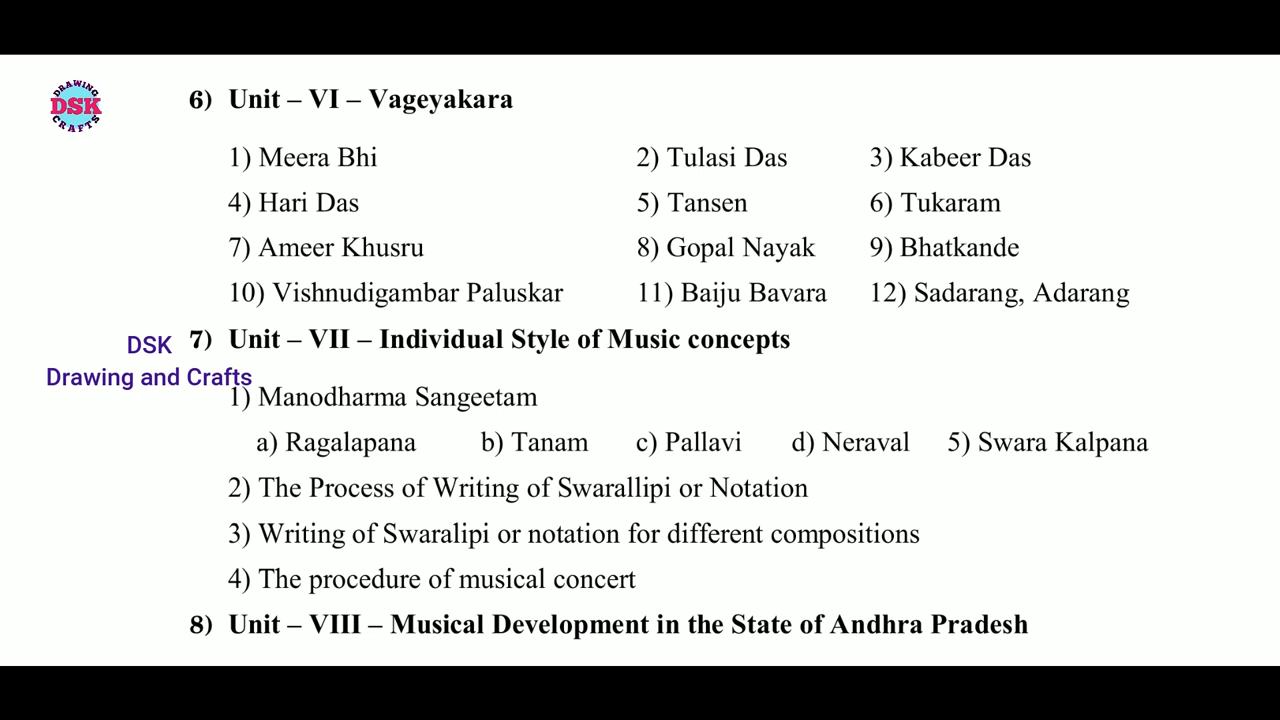 DRAWING
DSK
CRAFTS
6) Unit – VI – Vageyakara
1) Meera Bhi 2) Tulasi Das 3) Kabeer Das
4) Hari Das 5) Tansen 6) Tukaram
7) Ameer Khusru 8) Gopal Nayak 9) Bhatkande
10) Vishnudigambar Paluskar 11) Baiju Bavara 12) Sadarang, Adarang
7) Unit – VII – Individual Style of Music concepts
DSK
Drawing and Crafts
1) Manodharma Sangeetam
a) Ragalapana b) Tanam c) Pallavi d) Neraval 5) Swara Kalpana
2) The Process of Writing of Swarallipi or Notation
3) Writing of Swaralipi or notation for different compositions
4) The procedure of musical concert
8) Unit – VIII – Musical Development in the State of Andhra Pradesh